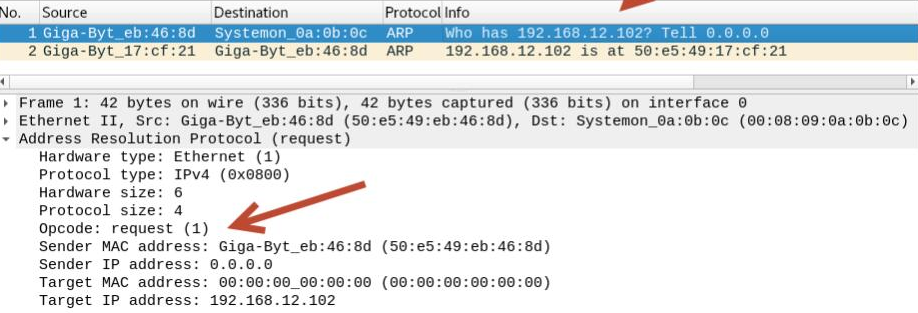 No. Source Destination Protocol Info
1 Giga-Byt_eb:46:8d Systemon_0a:0b:0c ARP Who has 192.168.12.102? Tell 0.0.0.0
2 Giga-Byt_17:cf:21 Giga-Byt_eb:46:8d ARP 192.168.12.102 is at 50:e5:49:17:cf:21
Frame 1: 42 bytes on wire (336 bits), 42 bytes captured (336 bits) on interface 0
Ethernet II, Src: Giga-Byt_eb:46:8d (50:e5:49:eb:46:8d), Dst: Systemon_0a:0b:0c (00:08:09:0a:0b:0c)
Address Resolution Protocol (request)
Hardware type: Ethernet (1)
Protocol type: IPv4 (0x0800)
Hardware size: 6
Protocol size: 4
Opcode: request (1)
Sender MAC address: Giga-Byt_eb:46:8d (50:e5:49:eb:46:8d)
Sender IP address: 0.0.0.0
Target MAC address: 00:00:00_00:00:00 (00:00:00:00:00:00)
Target IP address: 192.168.12.102